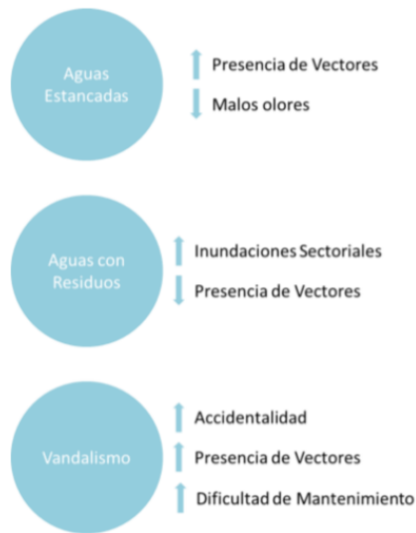 Aguas
Estancadas
Presencia de Vectores
Malos olores
Aguas con
Residuos
Inundaciones Sectoriales
Presencia de Vectores
Vandalismo
Accidentalidad
Presencia de Vectores
Dificultad de Mantenimiento